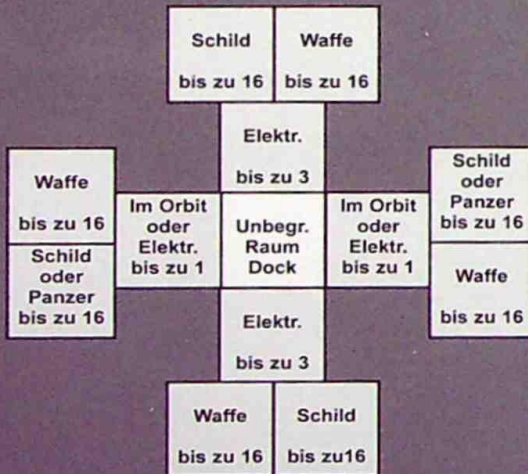 Schild
bis zu 16
Waffe
bis zu 16
Elektr.
bis zu 3
Waffe
bis zu 16
Schild
oder
Panzer
bis zu 16
Im Orbit
oder
Elektr.
bis zu 1
Unbegr.
Raum
Dock
Im Orbit
oder
Elektr.
bis zu 1
Schild
oder
Panzer
bis zu 16
Waffe
bis zu 16
Elektr.
bis zu 3
Waffe
bis zu 16
Schild
bis zu16